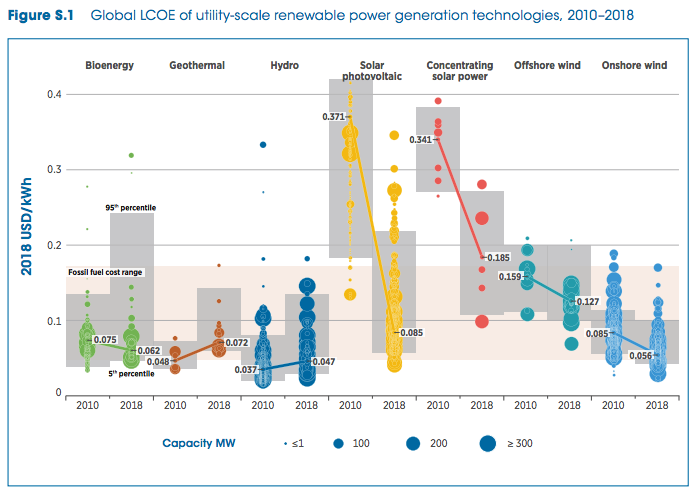 Figure S.1 Global LCOE of utility-scale renewable power generation technologies, 2010–2018
Bioenergy Geothermal Hydro Solar photovoltaic Concentrating solar power Offshore wind Onshore wind
0.4
0.3
0.2
0.1
0
2018 USD/kWh
95th percentile
Fossil fuel cost range
5th percentile
0.075
0.062
0.048
0.072
0.037
0.047
0.371
0.085
0.341
0.185
0.159
0.127
0.085
0.056
2010 2018 2010 2018 2010 2018 2010 2018 2010 2018 2010 2018 2010 2018
Capacity MW ≤1 100 200 ≥ 300